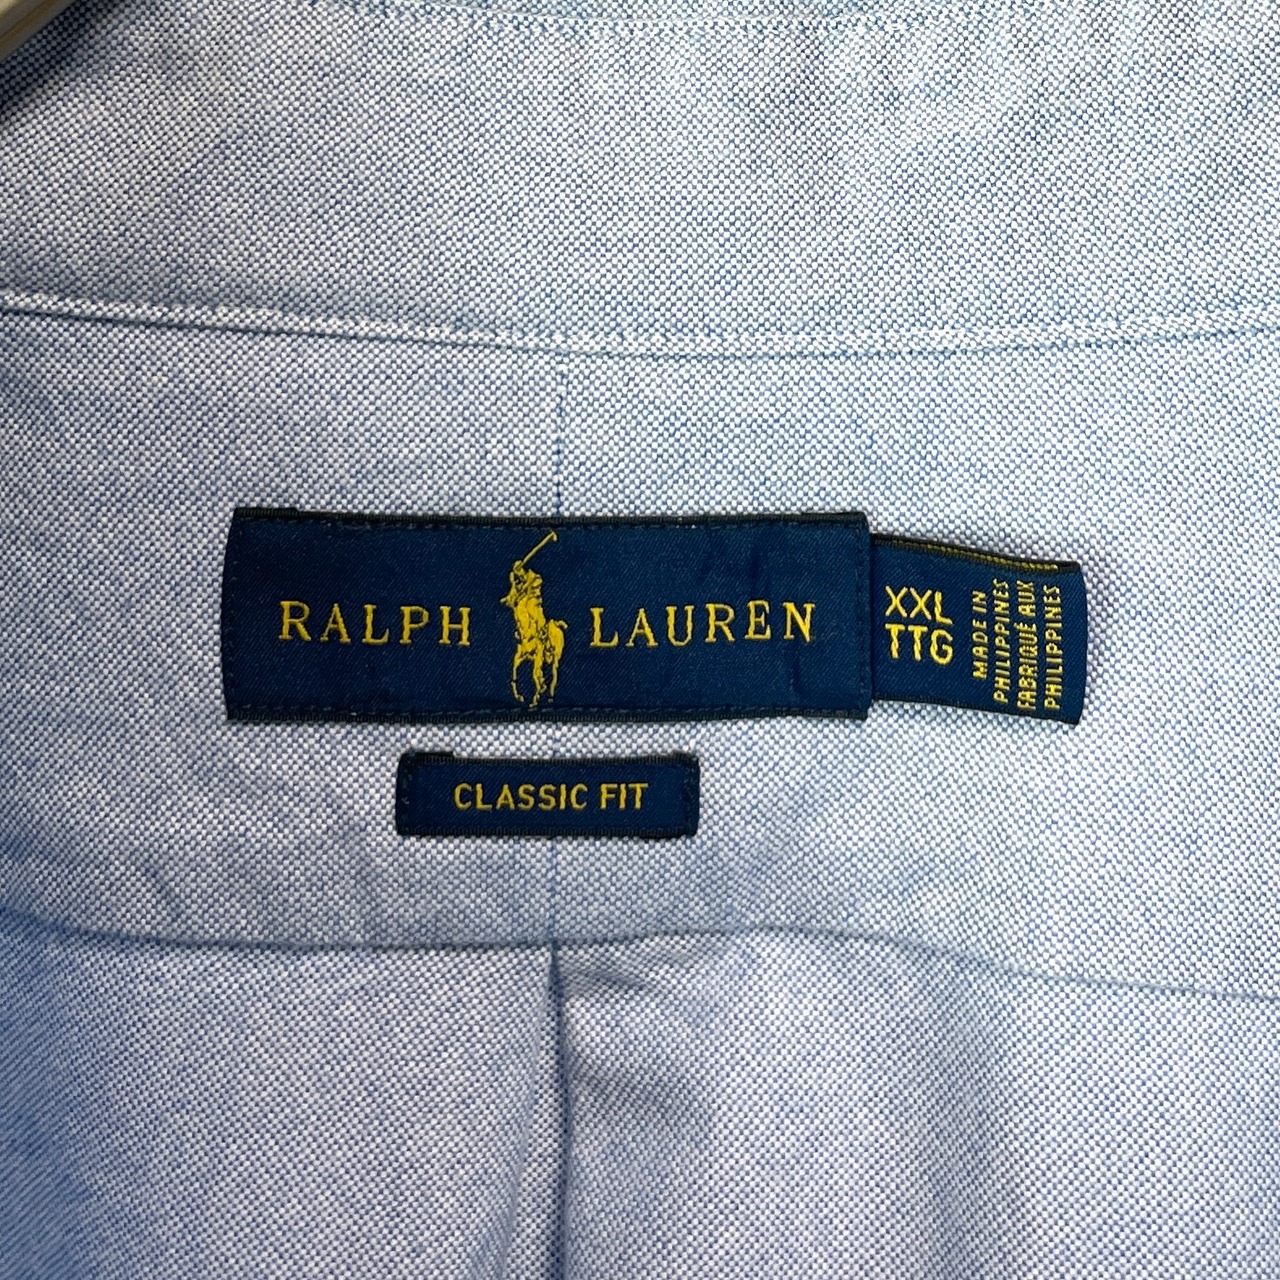 RALPH LAUREN
XXL
TTG
MADE IN
PHILIPPINES
FABRIQUÉ AUX
PHILIPPINES
CLASSIC FIT